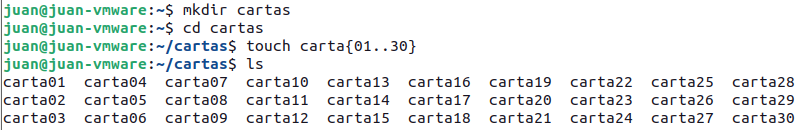 juan@juan-vmware:~$ mkdir cartas
juan@juan-vmware:~$ cd cartas
juan@juan-vmware:~/cartas$ touch carta{01..30}
juan@juan-vmware:~/cartas$ ls
carta01  carta04  carta07  carta10  carta13  carta16  carta19  carta22  carta25  carta28
carta02  carta05  carta08  carta11  carta14  carta17  carta20  carta23  carta26  carta29
carta03  carta06  carta09  carta12  carta15  carta18  carta21  carta24  carta27  carta30